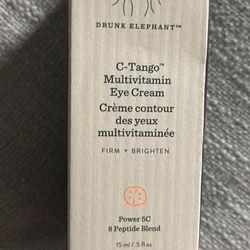 DRUNK ELEPHANT™
C-Tango™
Multivitamin
Eye Cream
Crème contour
des yeux
multivitaminée
FIRM + BRIGHTEN
Power 5C
8 Peptide Blend
15 ml / .5 fl oz